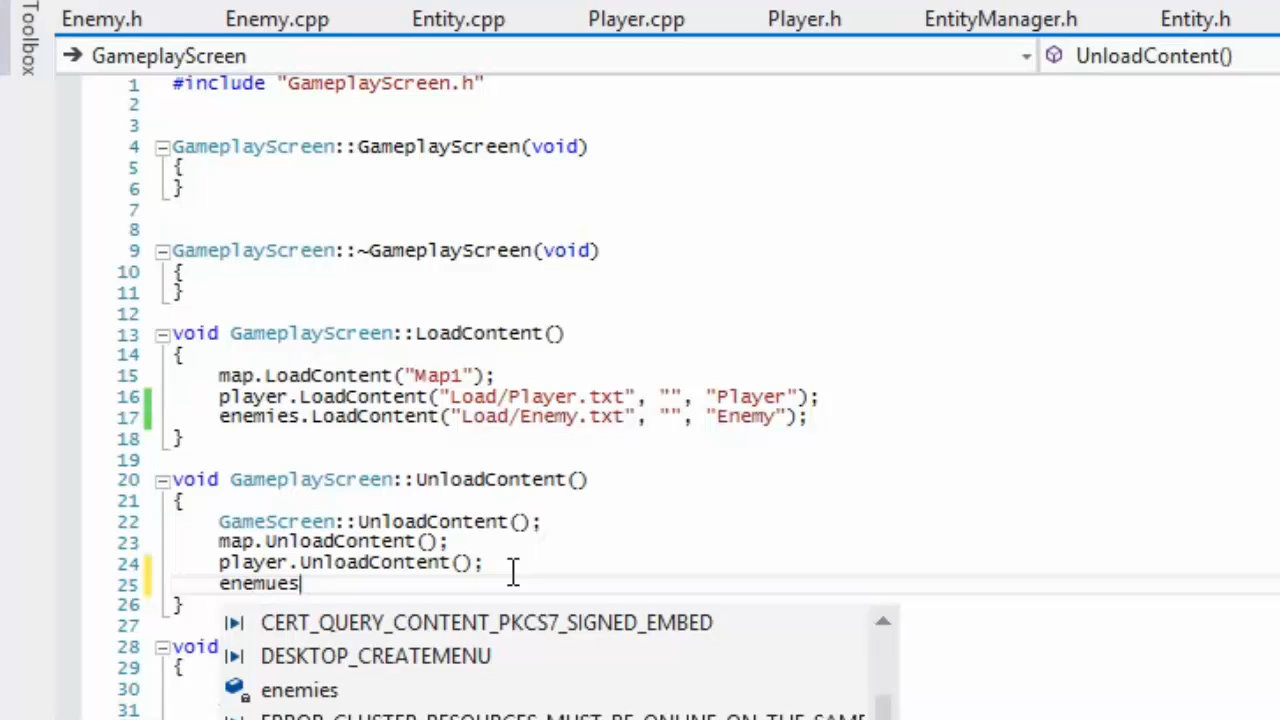 Toolbox
Enemy.h Enemy.cpp Entity.cpp Player.cpp Player.h EntityManager.h Entity.h
GameplayScreen UnloadContent()
1 #include "GameplayScreen.h"
2
3
4 GameplayScreen::GameplayScreen(void)
5 {
6 }
7
8
9 GameplayScreen::~GameplayScreen(void)
10 {
11 }
12
13 void GameplayScreen::LoadContent()
14 {
15 map.LoadContent("Map1");
16 player.LoadContent("Load/Player.txt", "", "Player");
17 enemies.LoadContent("Load/Enemy.txt", "", "Enemy");
18 }
19
20 void GameplayScreen::UnloadContent()
21 {
22 GameScreen::UnloadContent();
23 map.UnloadContent();
24 player.UnloadContent();
25 enemues
26 }
27 CERT_QUERY_CONTENT_PKCS7_SIGNED_EMBED
28 void
29 { DESKTOP_CREATEMENU
30 enemies
31 ERROR_CLUSTER_RESOURCES_MUST_BE_ONLINE_ON_THE_SAME